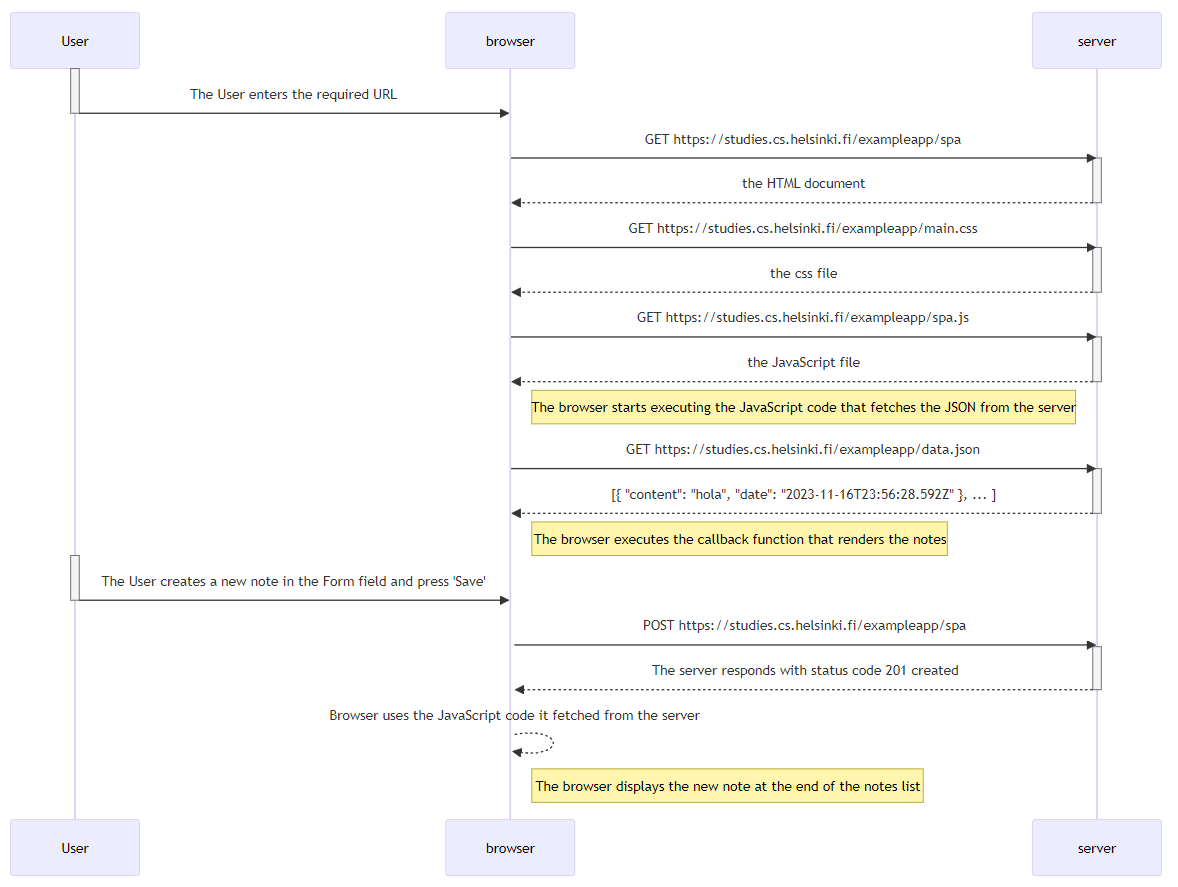 User
browser
server
The User enters the required URL
GET https://studies.cs.helsinki.fi/exampleapp/spa
the HTML document
GET https://studies.cs.helsinki.fi/exampleapp/main.css
the css file
GET https://studies.cs.helsinki.fi/exampleapp/spa.js
the JavaScript file
The browser starts executing the JavaScript code that fetches the JSON from the server
GET https://studies.cs.helsinki.fi/exampleapp/data.json
[{ "content": "hola", "date": "2023-11-16T23:56:28.592Z" }, ... ]
The browser executes the callback function that renders the notes
The User creates a new note in the Form field and press 'Save'
POST https://studies.cs.helsinki.fi/exampleapp/spa
The server responds with status code 201 created
Browser uses the JavaScript code it fetched from the server
The browser displays the new note at the end of the notes list
User
browser
server